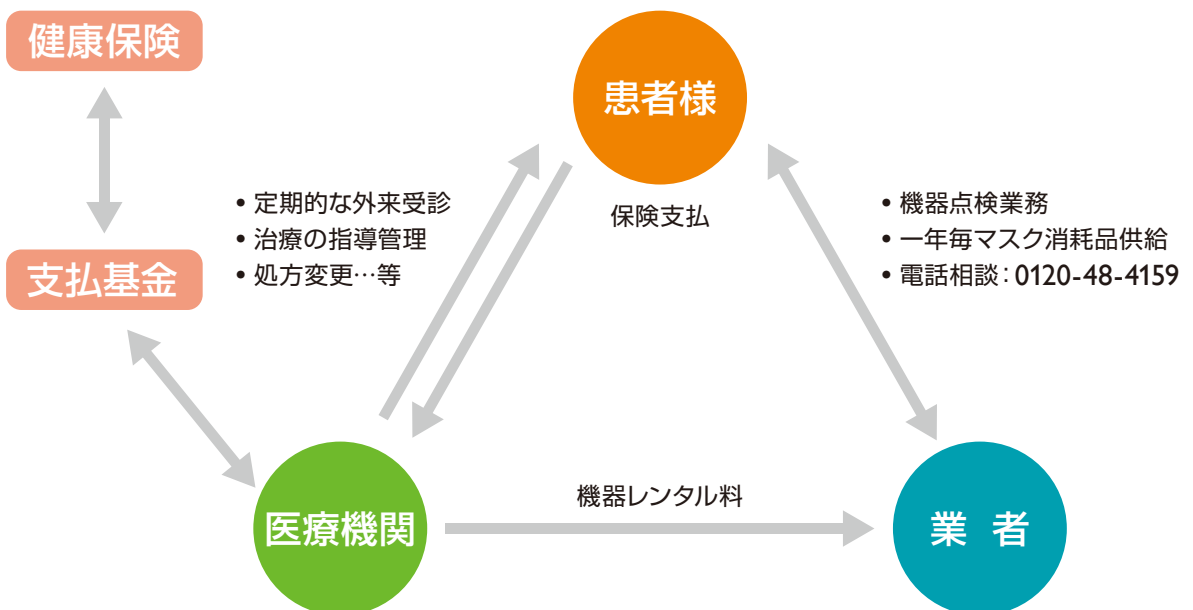 健康保険
患者様
• 定期的な外来受診
• 治療の指導管理
• 処方変更…等
保険支払
• 機器点検業務
• 一年毎マスク消耗品供給
• 電話相談：0120-48-4159
支払基金
医療機関
機器レンタル料
業 者